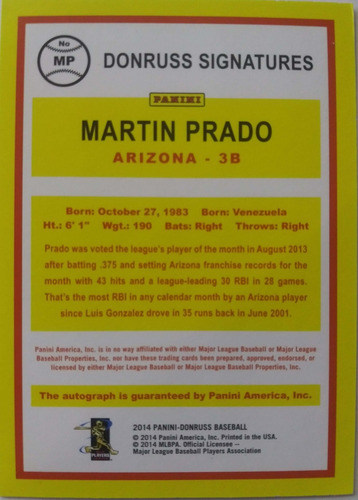 No
MP
DONRUSS SIGNATURES
PANINI
MARTIN PRADO
ARIZONA - 3B
Born: October 27, 1983 Born: Venezuela
Ht.: 6' 1" Wgt.: 190 Bats: Right Throws: Right
Prado was voted the league's player of the month in August 2013
after batting .375 and setting Arizona franchise records for the
month with 43 hits and a league-leading 30 RBI in 28 games.
That's the most RBI in any calendar month by an Arizona player
since Luis Gonzalez drove in 35 runs back in June 2001.
Panini America, Inc. is in no way affiliated with either Major League Baseball or Major League
Baseball Properties, Inc. nor have these trading cards been prepared, approved, endorsed, or
licensed by either Major League Baseball or Major League Baseball Properties, Inc.
The autograph is guaranteed by Panini America, Inc.
2014 PANINI-DONRUSS BASEBALL
© 2014 Panini America, Inc. Printed in the USA.
© 2014 MLBPA. Official Licensee —
Major League Baseball Players Association
PLAYERS